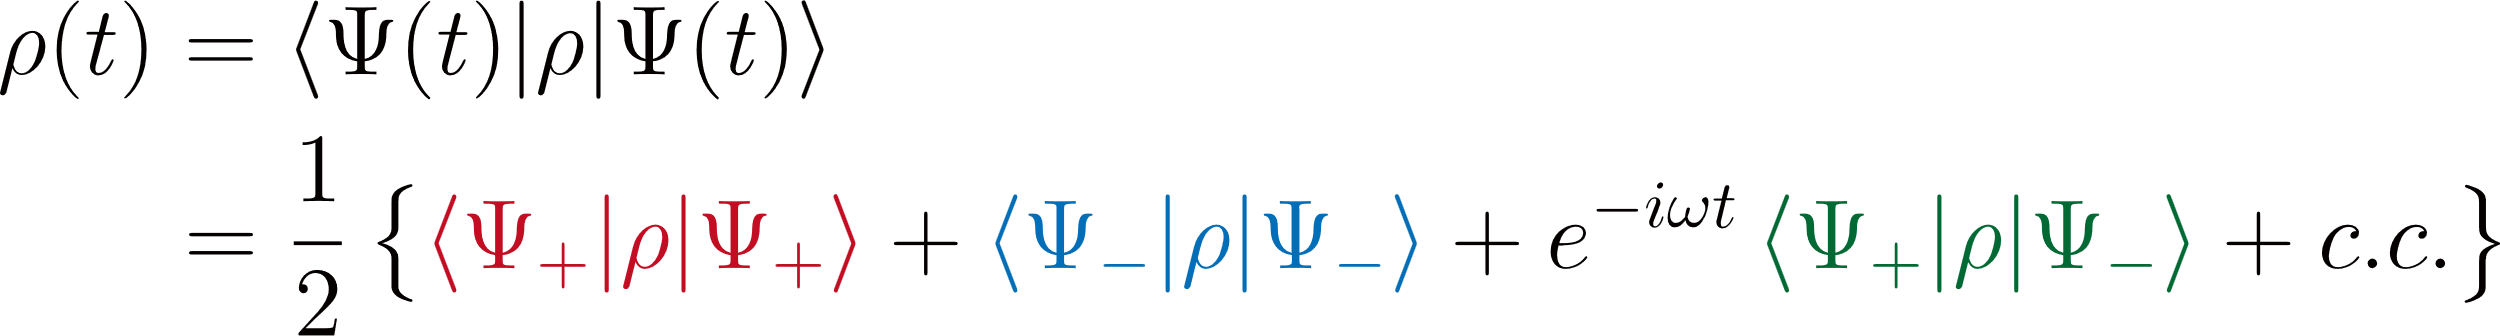 ρ(t) = ⟨Ψ(t)|ρ|Ψ(t)⟩
= 1/2 {⟨Ψ₊|ρ|Ψ₊⟩ + ⟨Ψ₋|ρ|Ψ₋⟩ + e^{−iωt}⟨Ψ₊|ρ|Ψ₋⟩ + c.c.}